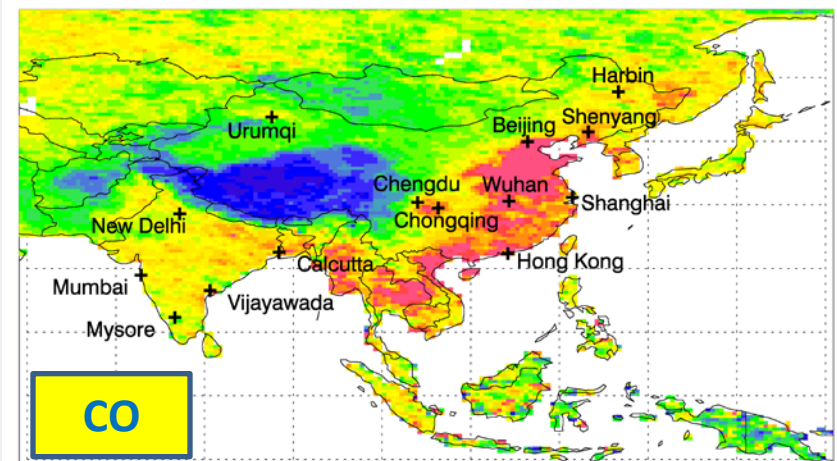 Harbin
Urumqi
Beijing
Shenyang
Chengdu
Wuhan
Chongqing
Shanghai
New Delhi
Calcutta
Hong Kong
Mumbai
Vijayawada
Mysore
CO